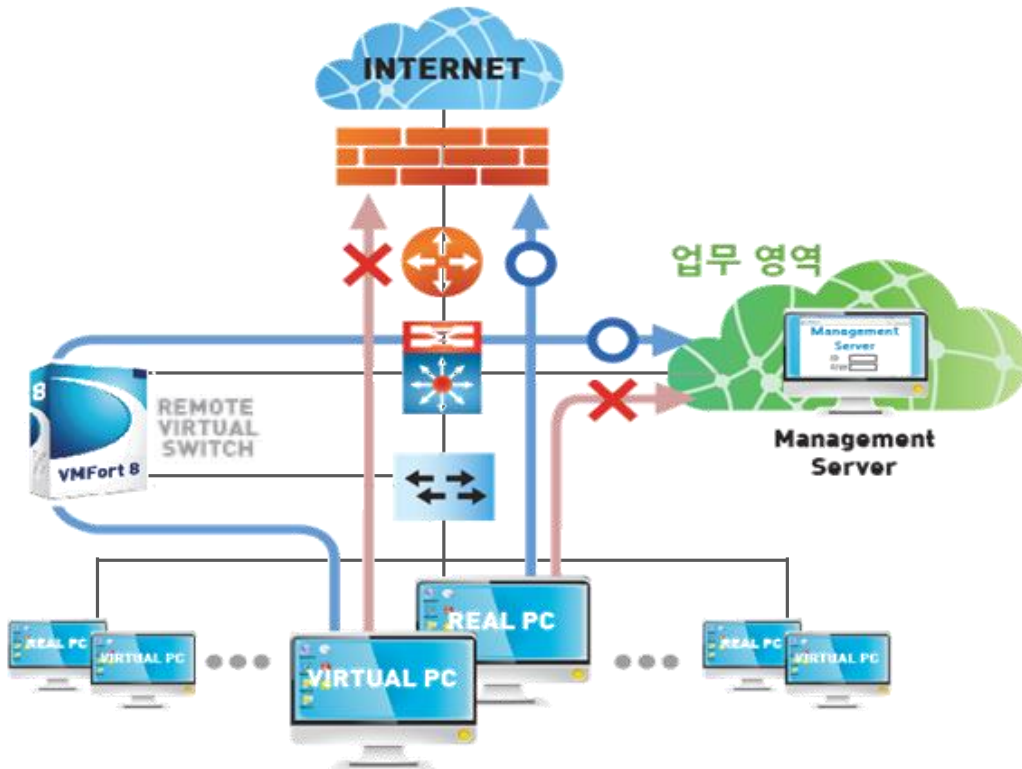 INTERNET
업무 영역
Management
Server
8
REMOTE
VIRTUAL
SWITCH
VMFort 8
Management
Server
REAL PC
VIRTUAL PC
REAL PC
VIRTUAL PC
REAL PC
VIRTUAL PC